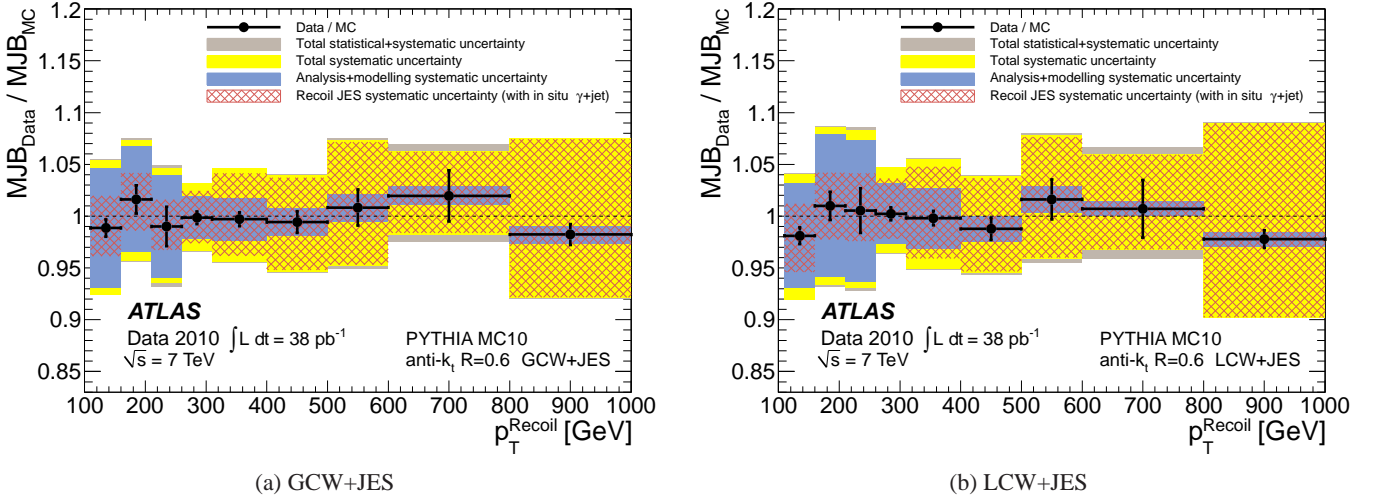 MJB_Data / MJB_MC
1.2
1.15
1.1
1.05
1
0.95
0.9
0.85
Data / MC
Total statistical+systematic uncertainty
Total systematic uncertainty
Analysis+modelling systematic uncertainty
Recoil JES systematic uncertainty (with in situ γ+jet)
ATLAS
Data 2010 ∫L dt = 38 pb⁻¹
√s = 7 TeV
PYTHIA MC10
anti-k_t R=0.6 GCW+JES
100 200 300 400 500 600 700 800 900 1000
p_T^Recoil [GeV]
(a) GCW+JES
MJB_Data / MJB_MC
1.2
1.15
1.1
1.05
1
0.95
0.9
0.85
Data / MC
Total statistical+systematic uncertainty
Total systematic uncertainty
Analysis+modelling systematic uncertainty
Recoil JES systematic uncertainty (with in situ γ+jet)
ATLAS
Data 2010 ∫L dt = 38 pb⁻¹
√s = 7 TeV
PYTHIA MC10
anti-k_t R=0.6 LCW+JES
100 200 300 400 500 600 700 800 900 1000
p_T^Recoil [GeV]
(b) LCW+JES